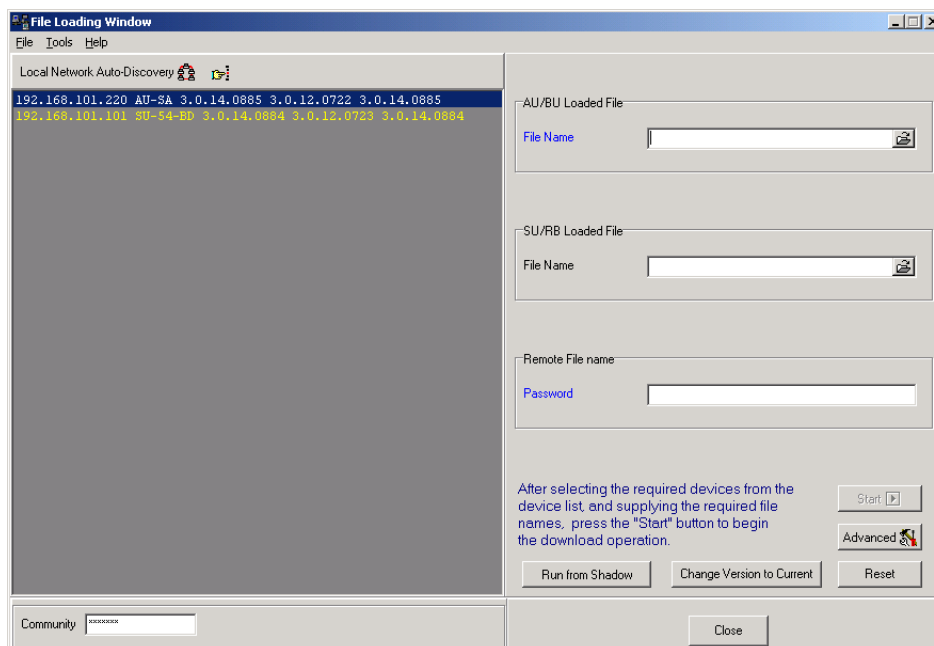 File Loading Window
File Tools Help
Local Network Auto-Discovery
192.168.101.220 AU-SA 3.0.14.0885 3.0.12.0722 3.0.14.0885
192.168.101.101 SU-54-BD 3.0.14.0884 3.0.12.0723 3.0.14.0884
AU/BU Loaded File
File Name
SU/RB Loaded File
File Name
Remote File name
Password
After selecting the required devices from the
device list, and supplying the required file
names, press the "Start" button to begin
the download operation.
Start
Advanced
Run from Shadow
Change Version to Current
Reset
Community xxxxxxx
Close